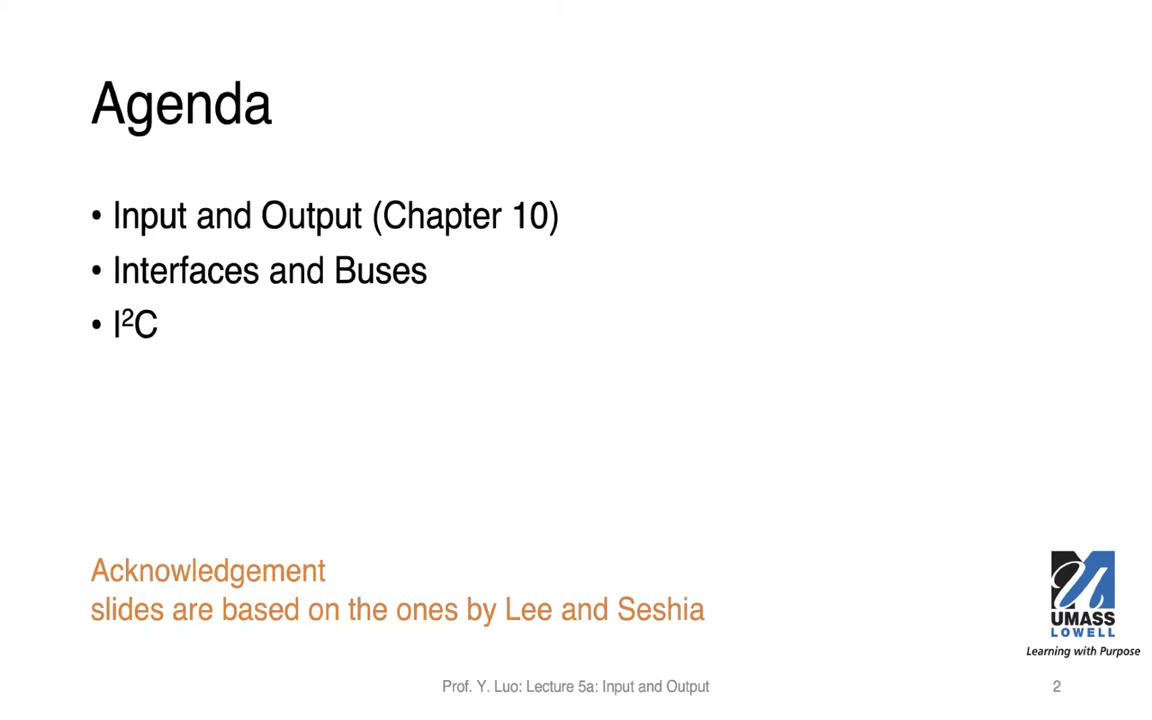 Agenda
• Input and Output (Chapter 10)
• Interfaces and Buses
• I²C
Acknowledgement
slides are based on the ones by Lee and Seshia
UMASS
LOWELL
Learning with Purpose
Prof. Y. Luo: Lecture 5a: Input and Output
2